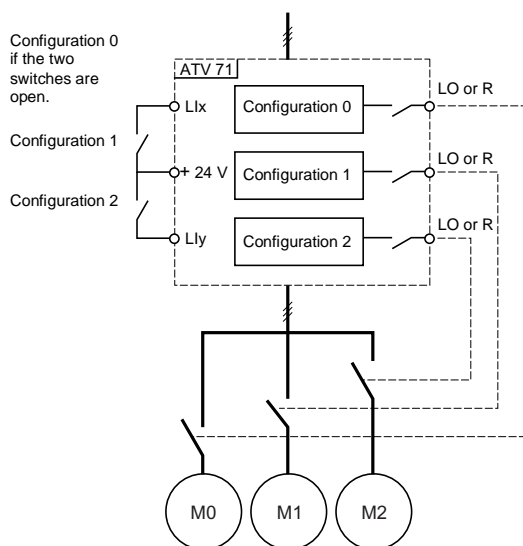 Configuration 0
if the two
switches are
open.
Configuration 1
Configuration 2
ATV 71
LIx
+ 24 V
LIy
Configuration 0
Configuration 1
Configuration 2
LO or R
LO or R
LO or R
M0
M1
M2